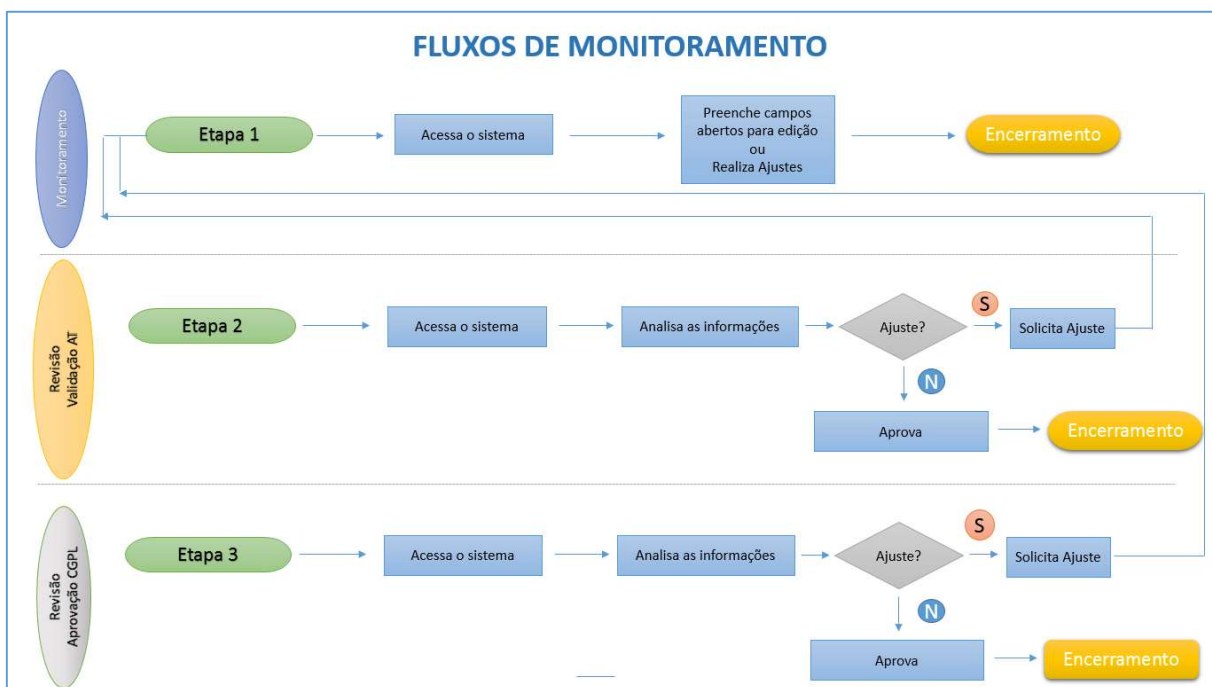 FLUXOS DE MONITORAMENTO
Monitoramento
Etapa 1
Acessa o sistema
Preenche campos
abertos para edição
ou
Realiza Ajustes
Encerramento
Revisão
Validação AT
Etapa 2
Acessa o sistema
Analisa as informações
Ajuste?
S
Solicita Ajuste
N
Aprova
Encerramento
Revisão
Aprovação CGPL
Etapa 3
Acessa o sistema
Analisa as informações
Ajuste?
S
Solicita Ajuste
N
Aprova
Encerramento